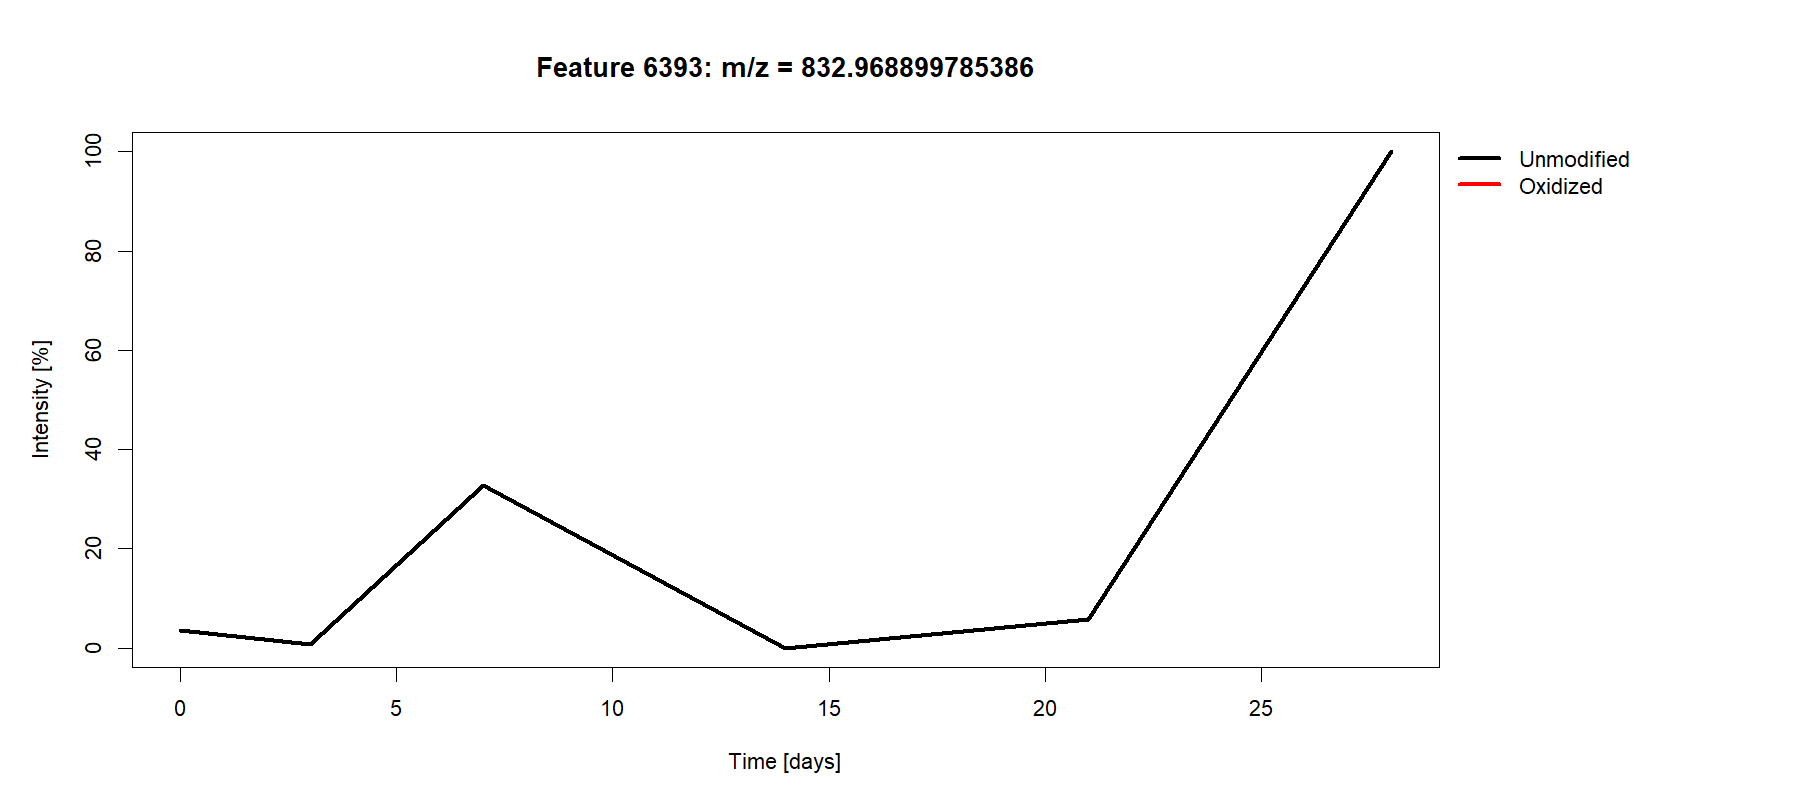 Feature 6393: m/z = 832.968899785386
Unmodified
Oxidized
Intensity [%]
100
80
60
40
20
0
0 5 10 15 20 25
Time [days]